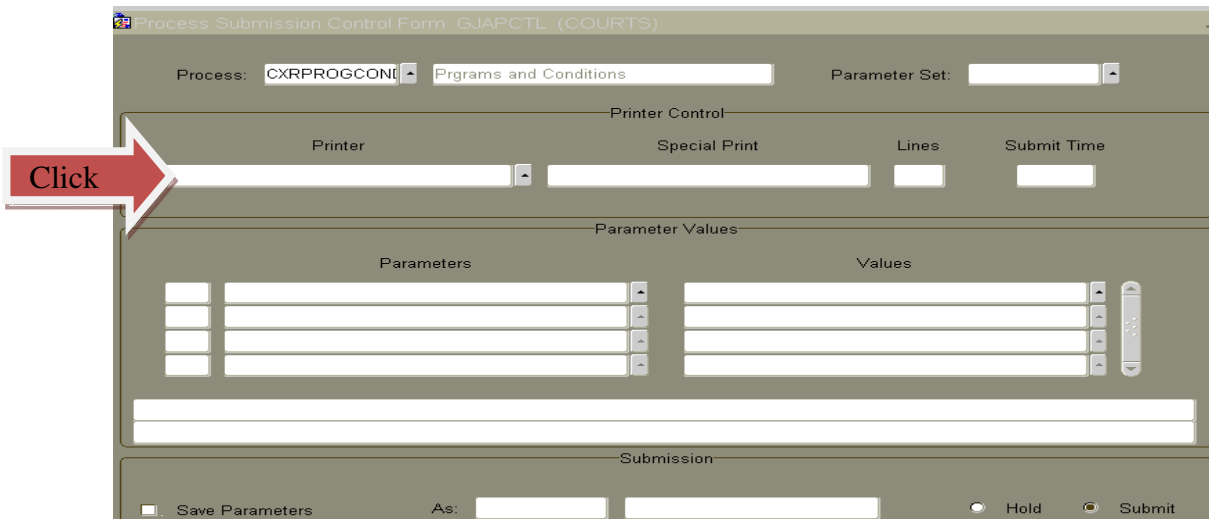 Process Submission Control Form GJAPCTL (COURTS)
Process: CXRPROGCOND Prgrams and Conditions Parameter Set:
Printer Control
Printer Special Print Lines Submit Time
Click
Parameter Values
Parameters Values
Submission
Save Parameters As: Hold Submit